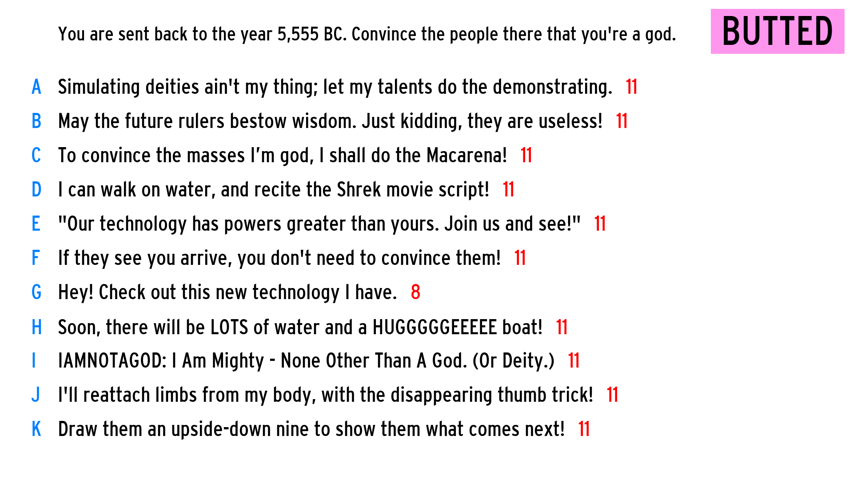 You are sent back to the year 5,555 BC. Convince the people there that you're a god.
BUTTED
A Simulating deities ain't my thing; let my talents do the demonstrating. 11
B May the future rulers bestow wisdom. Just kidding, they are useless! 11
C To convince the masses I’m god, I shall do the Macarena! 11
D I can walk on water, and recite the Shrek movie script! 11
E "Our technology has powers greater than yours. Join us and see!" 11
F If they see you arrive, you don't need to convince them! 11
G Hey! Check out this new technology I have. 8
H Soon, there will be LOTS of water and a HUGGGGGEEEEE boat! 11
I IAMNOTAGOD: I Am Mighty - None Other Than A God. (Or Deity.) 11
J I'll reattach limbs from my body, with the disappearing thumb trick! 11
K Draw them an upside-down nine to show them what comes next! 11